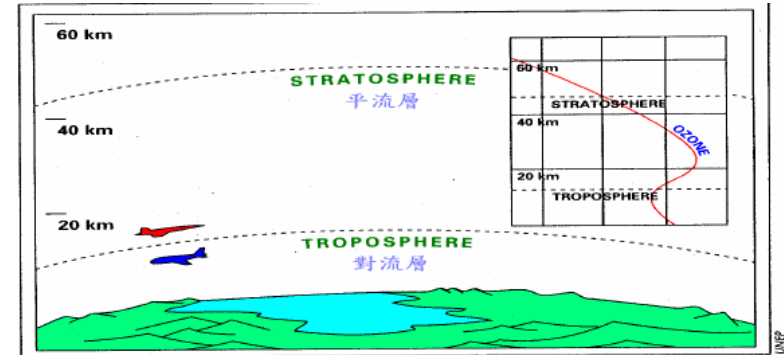 60 km
STRATOSPHERE
平流層
40 km
20 km
TROPOSPHERE
對流層
60 km
STRATOSPHERE
40 km
OZONE
20 km
TROPOSPHERE
UNEP